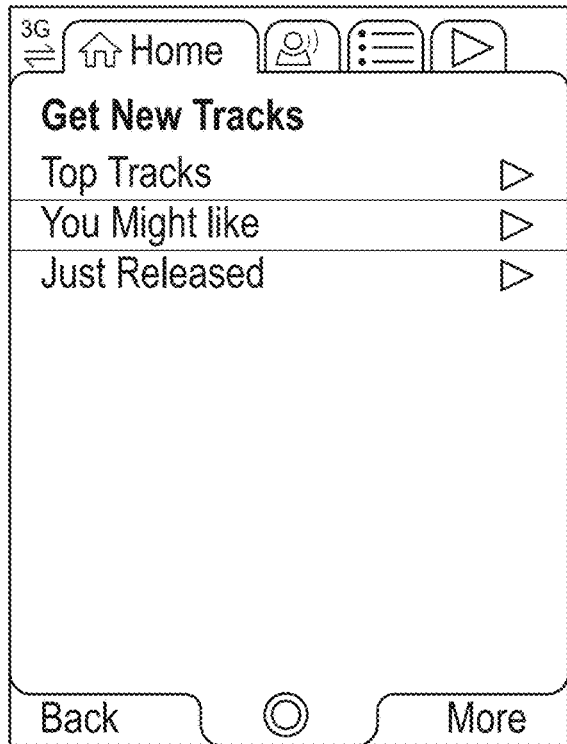 3G
Home
Get New Tracks
Top Tracks
You Might like
Just Released
Back More